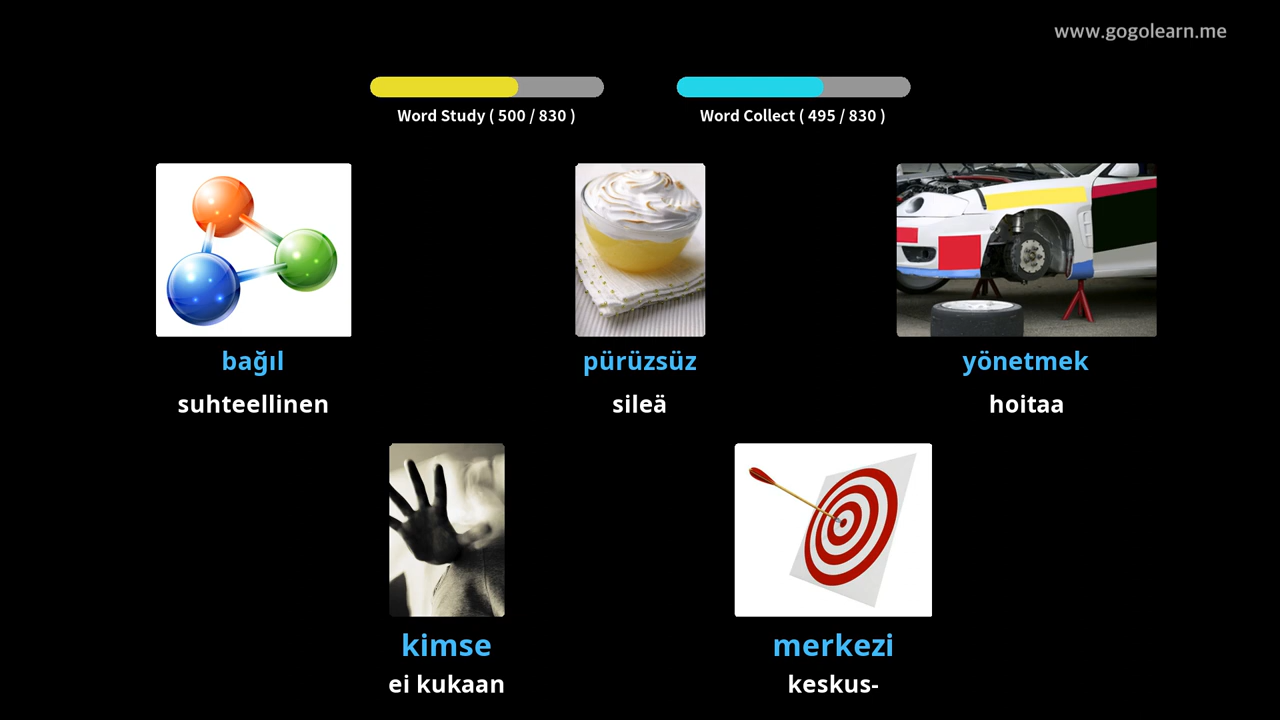 www.gogolearn.me
Word Study ( 500 / 830 )
Word Collect ( 495 / 830 )
bağıl
pürüzsüz
yönetmek
suhteellinen
sileä
hoitaa
kimse
merkezi
ei kukaan
keskus-